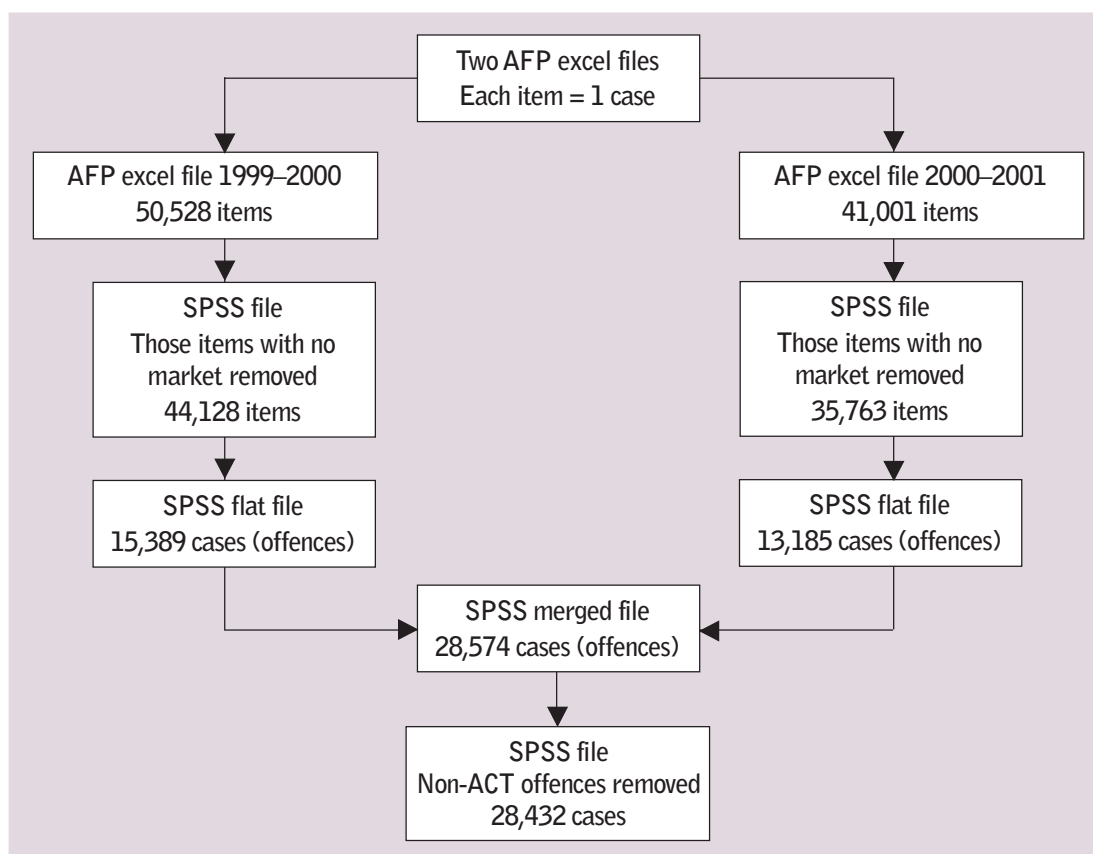 Two AFP excel files
Each item = 1 case
AFP excel file 1999–2000
50,528 items
AFP excel file 2000–2001
41,001 items
SPSS file
Those items with no
market removed
44,128 items
SPSS file
Those items with no
market removed
35,763 items
SPSS flat file
15,389 cases (offences)
SPSS flat file
13,185 cases (offences)
SPSS merged file
28,574 cases (offences)
SPSS file
Non-ACT offences removed
28,432 cases